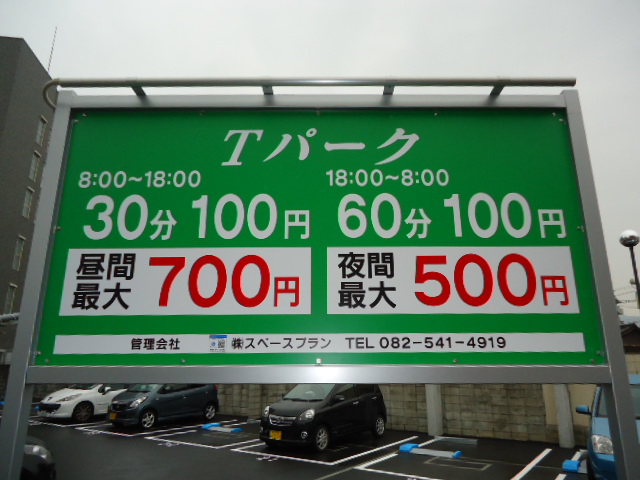 Tパーク
8:00〜18:00
30分 100円
昼間最大 700円
18:00〜8:00
60分 100円
夜間最大 500円
管理会社 ㈱スペースプラン TEL 082-541-4919